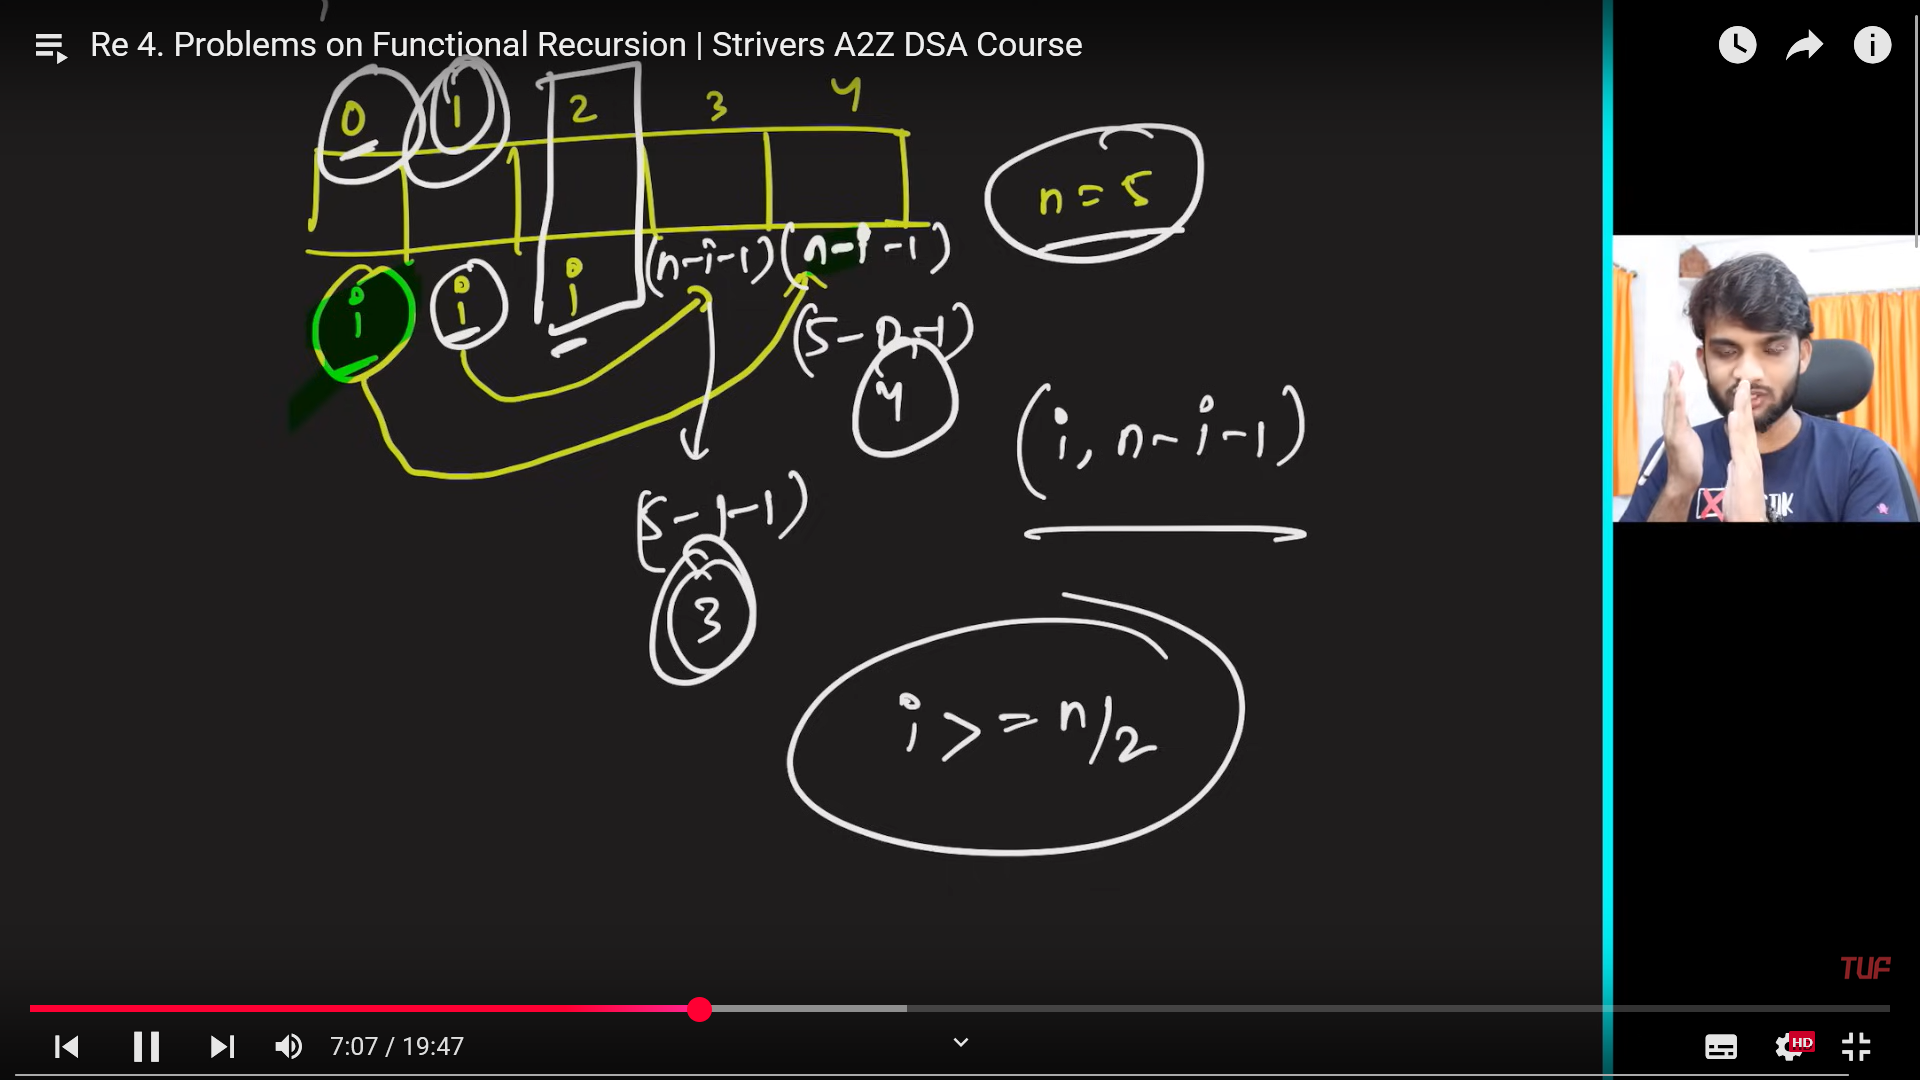 Re 4. Problems on Functional Recursion | Strivers A2Z DSA Course
0 1 2 3 4
n = 5
i i i (n-i-1) (n-i-1)
(5-0-1)
4
(i, n-i-1)
(5-1-1)
3
i >= n/2
TUF
7:07 / 19:47
HD